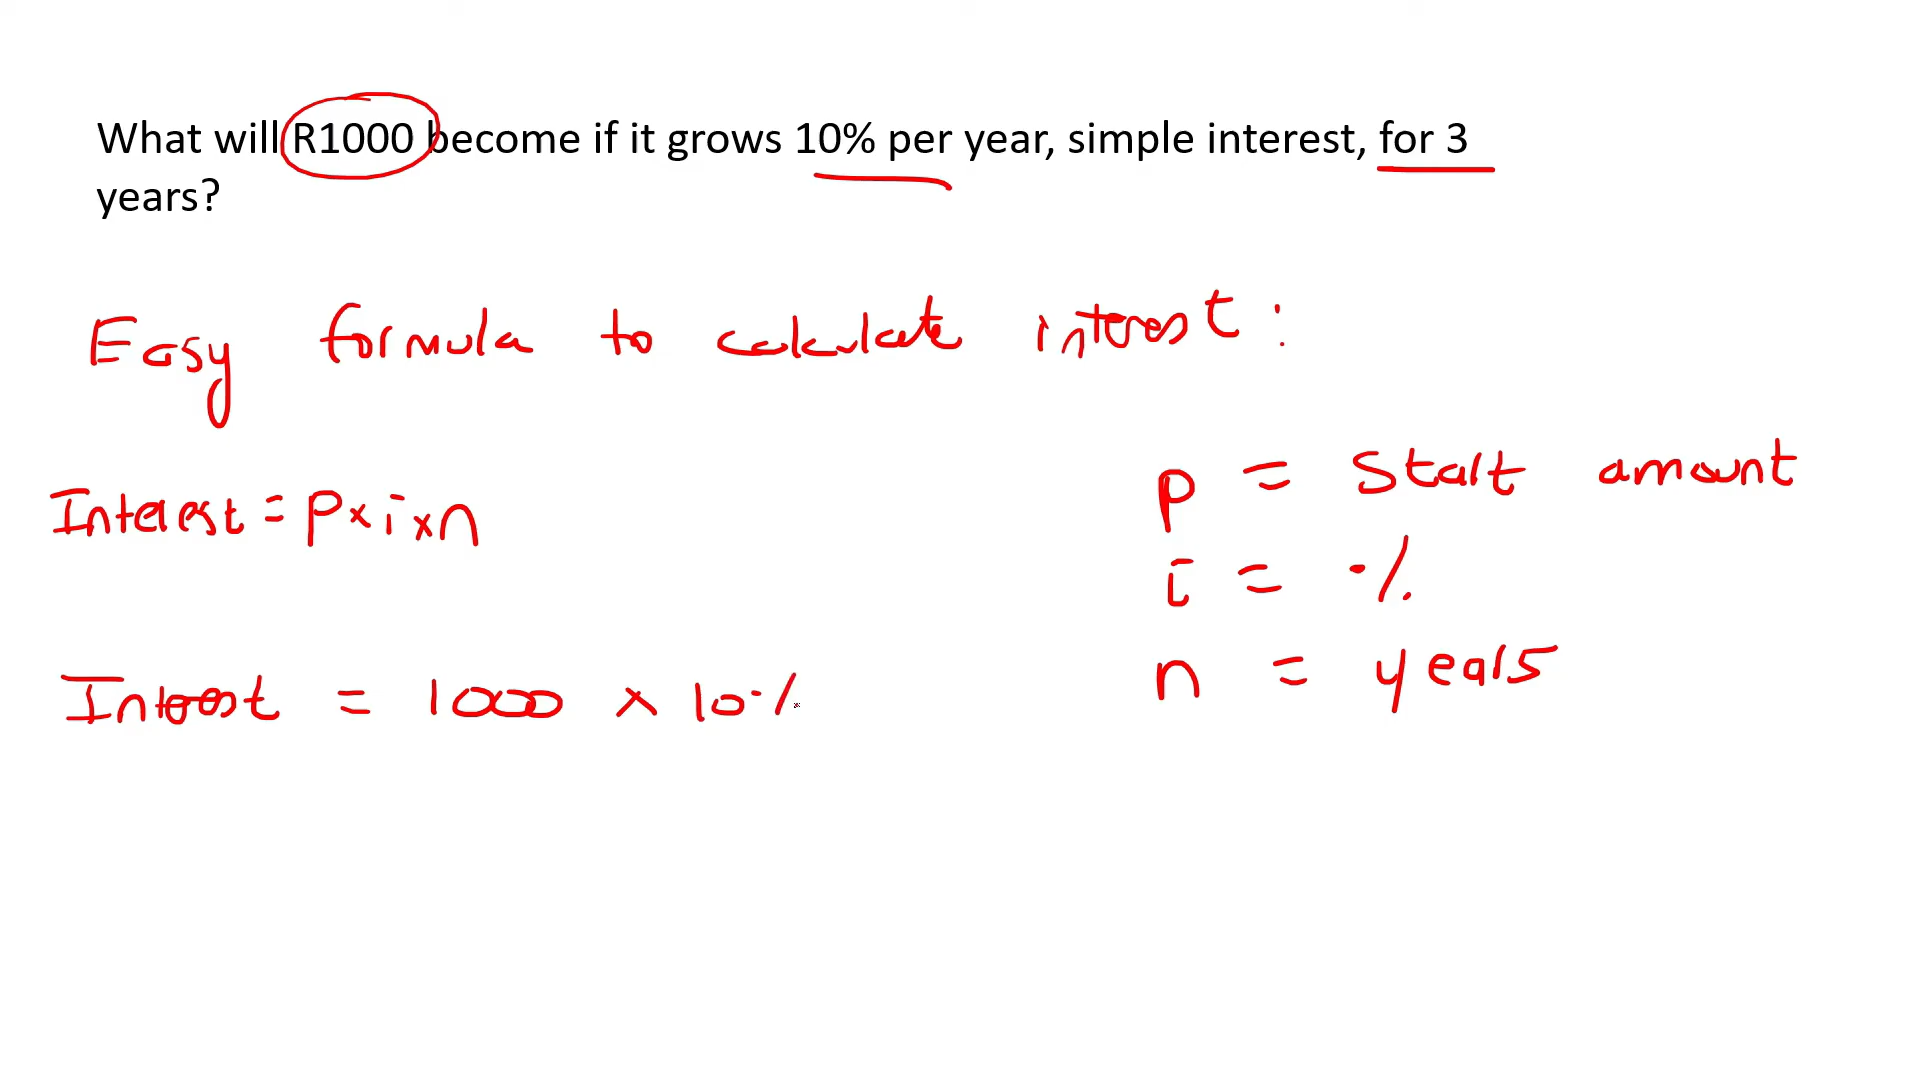 What will R1000 become if it grows 10% per year, simple interest, for 3
years?
Easy formula to calculate interest :
p = Start amount
Interest = p x i x n
i = %
n = years
Interest = 1000 x 10%